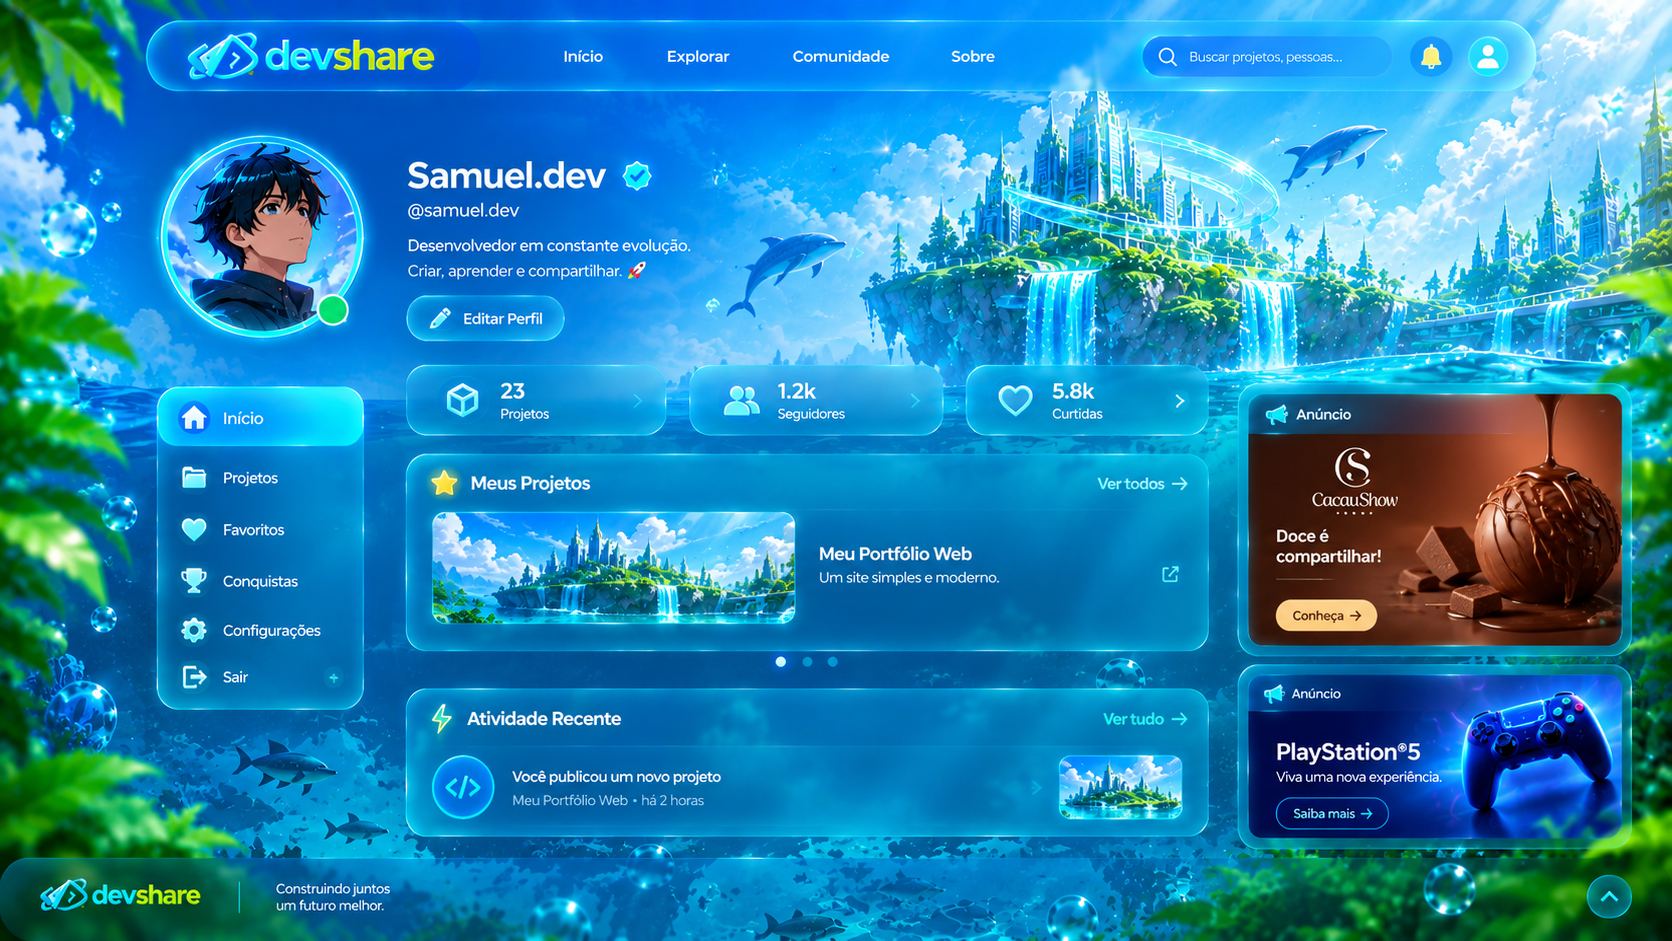 devshare
Início
Explorar
Comunidade
Sobre
Buscar projetos, pessoas...
Samuel.dev
@samuel.dev
Desenvolvedor em constante evolução.
Criar, aprender e compartilhar. 🚀
Editar Perfil
23
Projetos
1.2k
Seguidores
5.8k
Curtidas
Início
Projetos
Favoritos
Conquistas
Configurações
Sair
Meus Projetos
Ver todos →
Meu Portfólio Web
Um site simples e moderno.
Atividade Recente
Ver tudo →
Você publicou um novo projeto
Meu Portfólio Web • há 2 horas
Anúncio
CacauShow
Doce é
compartilhar!
Conheça →
Anúncio
PlayStation®5
Viva uma nova experiência.
Saiba mais →
devshare
Construindo juntos
um futuro melhor.